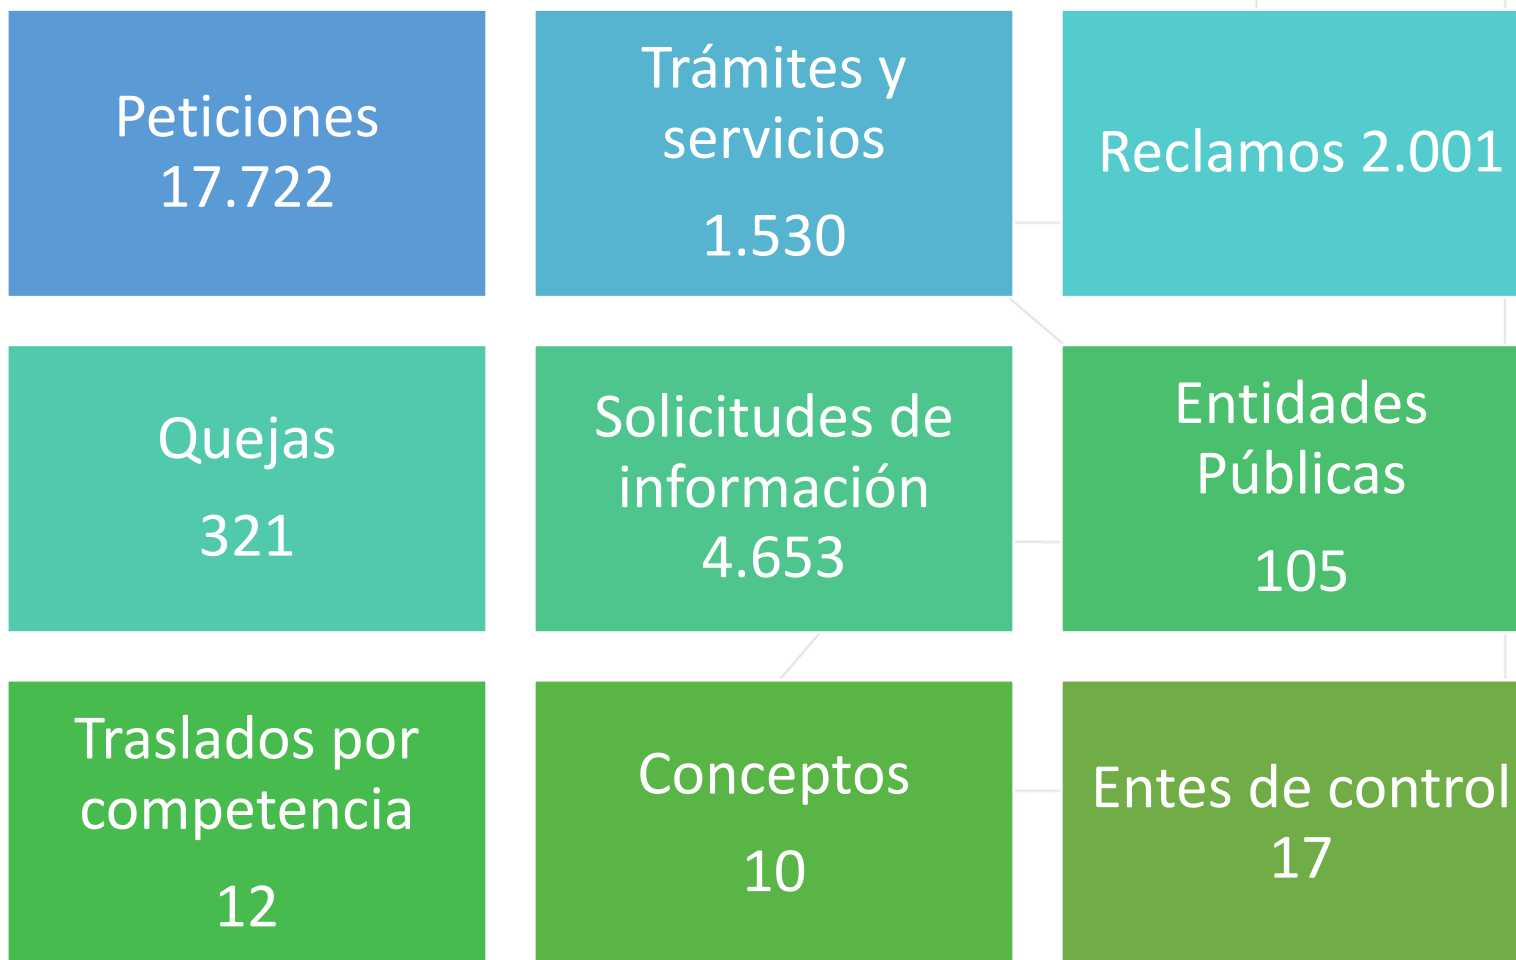 Peticiones
17.722
Trámites y
servicios
1.530
Reclamos 2.001
Quejas
321
Solicitudes de
información
4.653
Entidades
Públicas
105
Traslados por
competencia
12
Conceptos
10
Entes de control
17